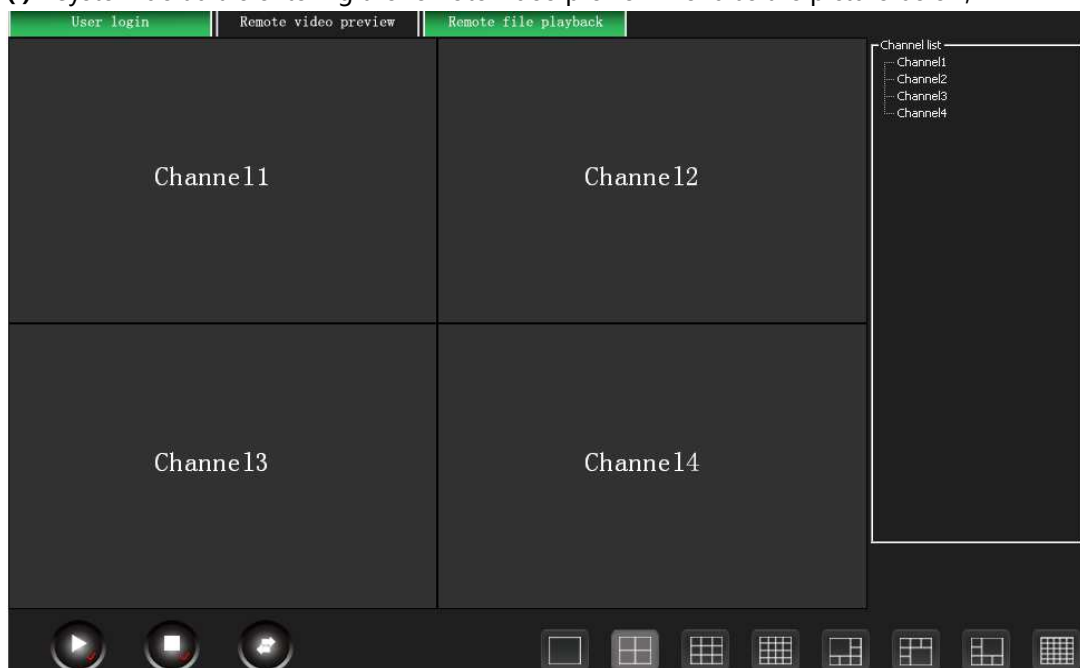 User login Remote video preview Remote file playback
Channel list
Channel1
Channel2
Channel3
Channel4
Channel1 Channel2
Channel3 Channel4